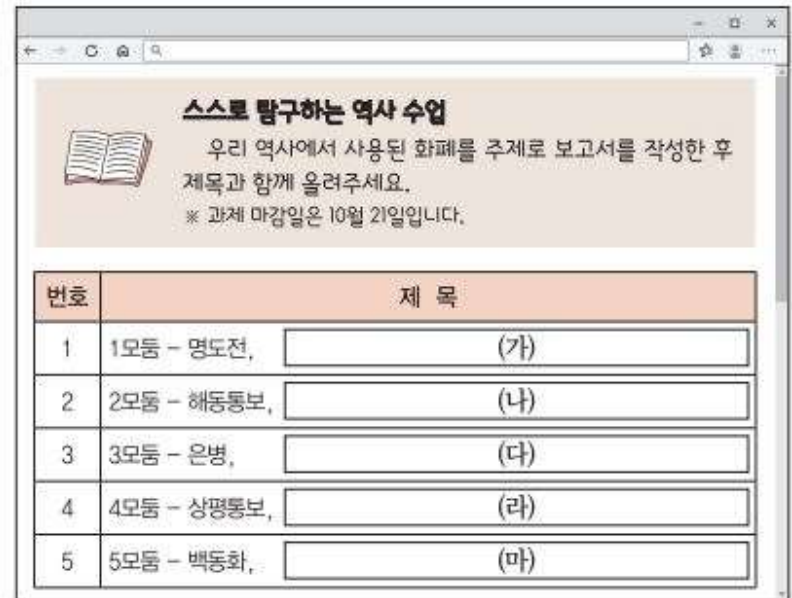 스스로 탐구하는 역사 수업
우리 역사에서 사용된 화폐를 주제로 보고서를 작성한 후
제목과 함께 올려주세요.
※ 과제 마감일은 10월 21일입니다.
번호 제 목
1 1모둠 - 명도전, (가)
2 2모둠 - 해동통보, (나)
3 3모둠 - 은병, (다)
4 4모둠 - 상평통보, (라)
5 5모둠 - 백동화, (마)